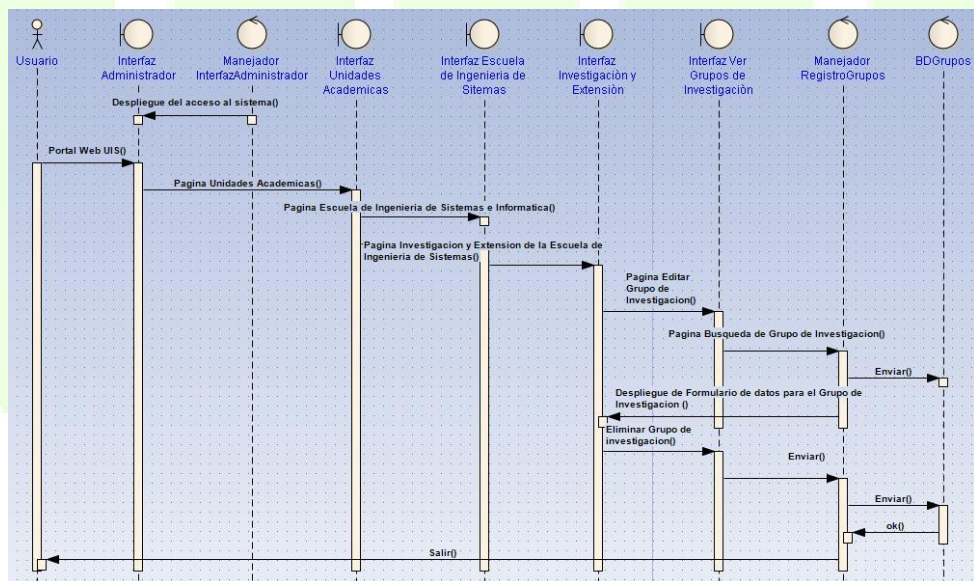 Usuario
Interfaz
Administrador
Manejador
InterfazAdministrador
Interfaz
Unidades
Academicas
Interfaz Escuela
de Ingenieria de
Sitemas
Interfaz
Investigaciòn y
Extensiòn
Interfaz Ver
Grupos de
Investigaciòn
Manejador
RegistroGrupos
BDGrupos
Despliegue del acceso al sistema()
Portal Web UIS()
Pagina Unidades Academicas()
Pagina Escuela de Ingenieria de Sistemas e Informatica()
Pagina Investigacion y Extension de la Escuela de
Ingenieria de Sistemas()
Pagina Editar
Grupo de
Investigacion()
Pagina Busqueda de Grupo de Investigacion()
Enviar()
Despliegue de Formulario de datos para el Grupo de
Investigacion ()
Eliminar Grupo de
investigacion()
Enviar()
Enviar()
ok()
Salir()